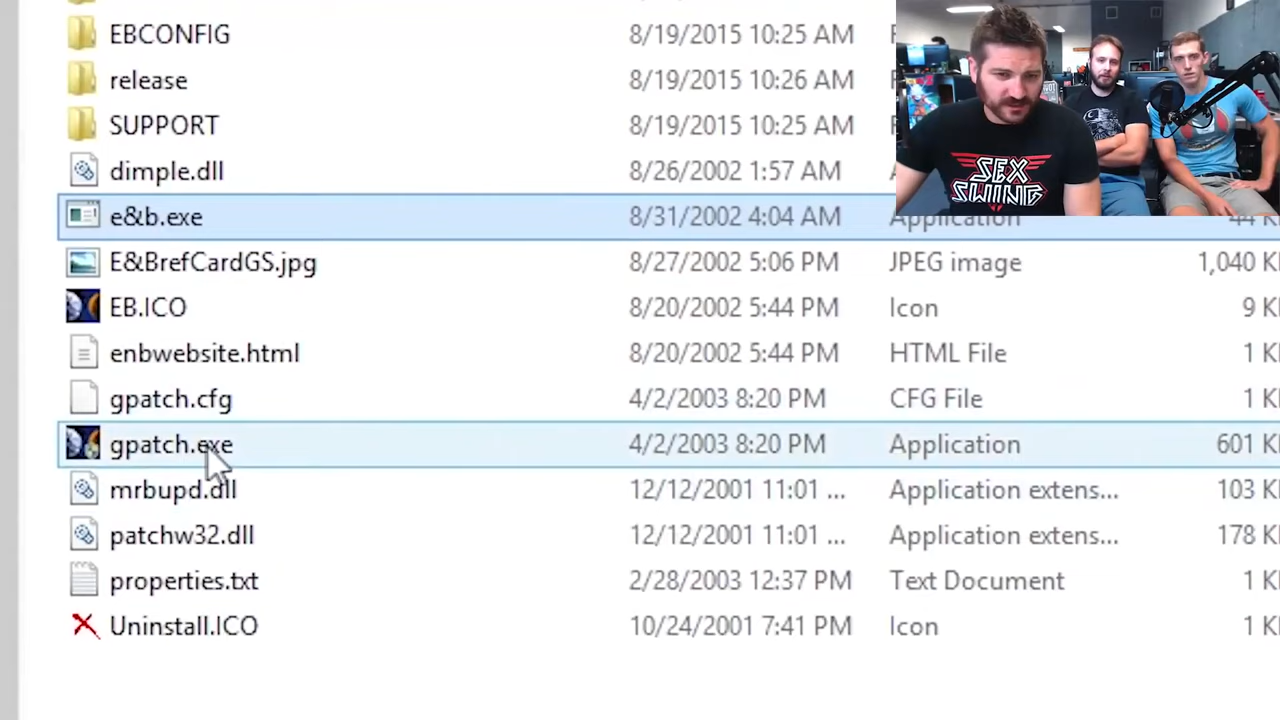 EBCONFIG 8/19/2015 10:25 AM
release 8/19/2015 10:26 AM
SUPPORT 8/19/2015 10:25 AM
dimple.dll 8/26/2002 1:57 AM
e&b.exe 8/31/2002 4:04 AM Application 44 K
E&BrefCardGS.jpg 8/27/2002 5:06 PM JPEG image 1,040 K
EB.ICO 8/20/2002 5:44 PM Icon 9 K
enbwebsite.html 8/20/2002 5:44 PM HTML File 1 K
gpatch.cfg 4/2/2003 8:20 PM CFG File 1 K
gpatch.exe 4/2/2003 8:20 PM Application 601 K
mrbupd.dll 12/12/2001 11:01 ... Application extens... 103 K
patchw32.dll 12/12/2001 11:01 ... Application extens... 178 K
properties.txt 2/28/2003 12:37 PM Text Document 1 K
Uninstall.ICO 10/24/2001 7:41 PM Icon 1 K
SEX
SWING